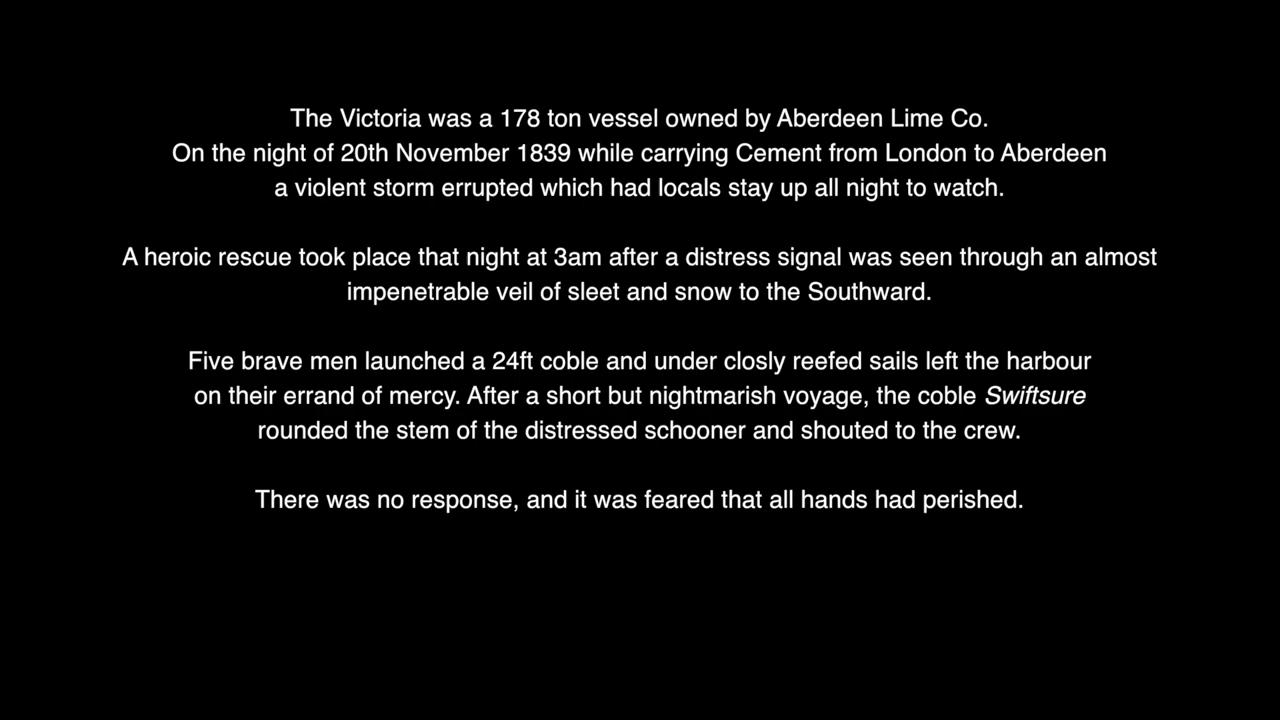 The Victoria was a 178 ton vessel owned by Aberdeen Lime Co.
On the night of 20th November 1839 while carrying Cement from London to Aberdeen
a violent storm errupted which had locals stay up all night to watch.
A heroic rescue took place that night at 3am after a distress signal was seen through an almost
impenetrable veil of sleet and snow to the Southward.
Five brave men launched a 24ft coble and under closly reefed sails left the harbour
on their errand of mercy. After a short but nightmarish voyage, the coble Swiftsure
rounded the stem of the distressed schooner and shouted to the crew.
There was no response, and it was feared that all hands had perished.